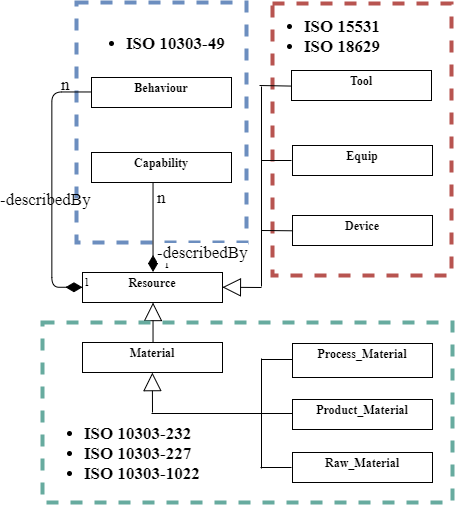 • ISO 10303-49
• ISO 15531
• ISO 18629
Behaviour
n
Tool
Capability
Equip
n
-describedBy
Device
-describedBy
1
1
Resource
Material
Process_Material
Product_Material
• ISO 10303-232
• ISO 10303-227
• ISO 10303-1022
Raw_Material